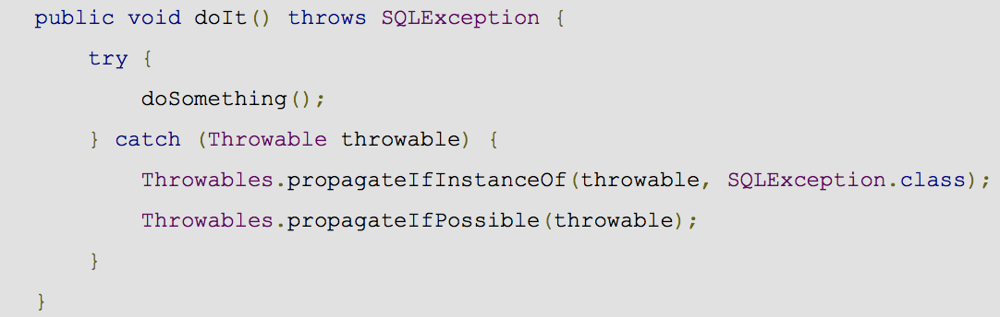 public void doIt() throws SQLException {
    try {
        doSomething();
    } catch (Throwable throwable) {
        Throwables.propagateIfInstanceOf(throwable, SQLException.class);
        Throwables.propagateIfPossible(throwable);
    }
}